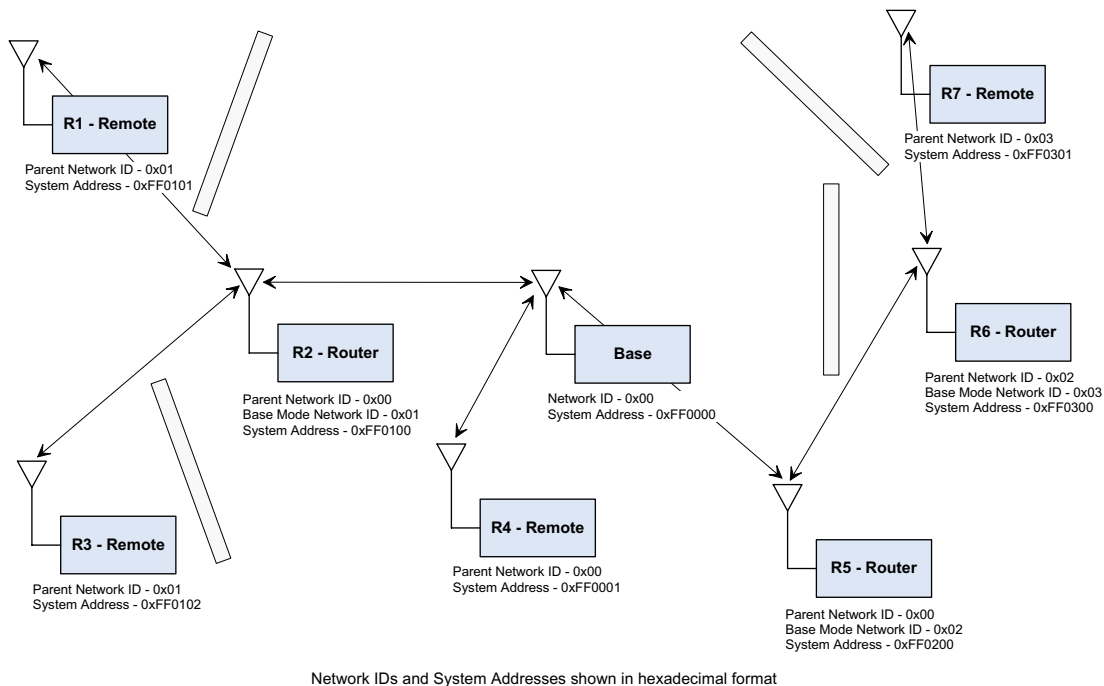 R1 - Remote
Parent Network ID - 0x01
System Address - 0xFF0101
R7 - Remote
Parent Network ID - 0x03
System Address - 0xFF0301
R2 - Router
Parent Network ID - 0x00
Base Mode Network ID - 0x01
System Address - 0xFF0100
Base
Network ID - 0x00
System Address - 0xFF0000
R6 - Router
Parent Network ID - 0x02
Base Mode Network ID - 0x03
System Address - 0xFF0300
R3 - Remote
Parent Network ID - 0x01
System Address - 0xFF0102
R4 - Remote
Parent Network ID - 0x00
System Address - 0xFF0001
R5 - Router
Parent Network ID - 0x00
Base Mode Network ID - 0x02
System Address - 0xFF0200
Network IDs and System Addresses shown in hexadecimal format